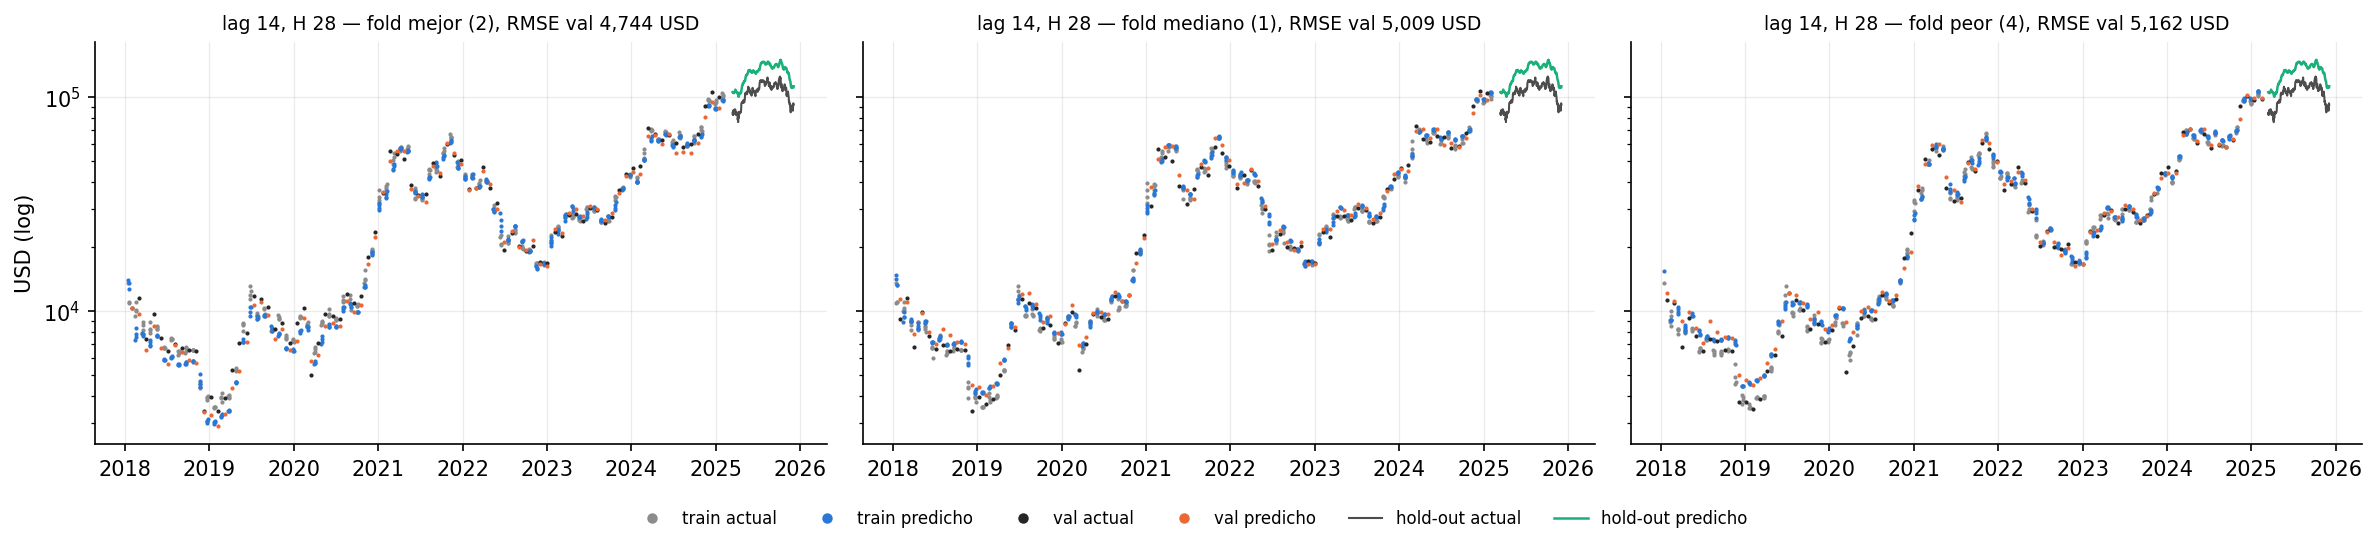 lag 14, H 28 — fold mejor (2), RMSE val 4,744 USD
lag 14, H 28 — fold mediano (1), RMSE val 5,009 USD
lag 14, H 28 — fold peor (4), RMSE val 5,162 USD
USD (log)
10⁵
10⁴
2018 2019 2020 2021 2022 2023 2024 2025 2026
2018 2019 2020 2021 2022 2023 2024 2025 2026
2018 2019 2020 2021 2022 2023 2024 2025 2026
train actual train predicho val actual val predicho hold-out actual hold-out predicho